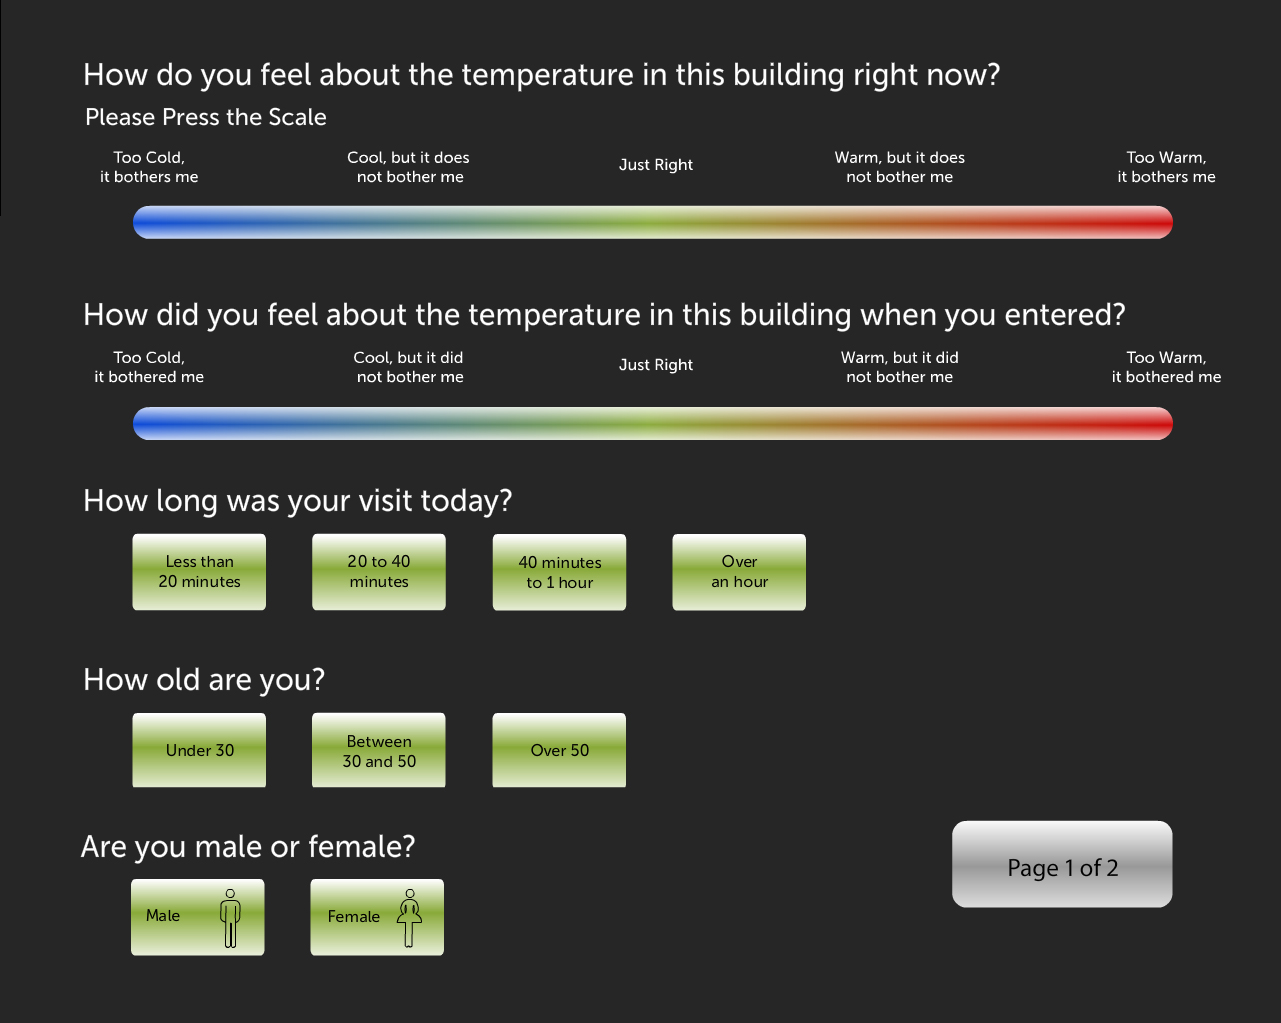 How do you feel about the temperature in this building right now?
Please Press the Scale
Too Cold,
it bothers me
Cool, but it does
not bother me
Just Right
Warm, but it does
not bother me
Too Warm,
it bothers me
How did you feel about the temperature in this building when you entered?
Too Cold,
it bothered me
Cool, but it did
not bother me
Just Right
Warm, but it did
not bother me
Too Warm,
it bothered me
How long was your visit today?
Less than
20 minutes
20 to 40
minutes
40 minutes
to 1 hour
Over
an hour
How old are you?
Under 30
Between
30 and 50
Over 50
Are you male or female?
Male
Female
Page 1 of 2